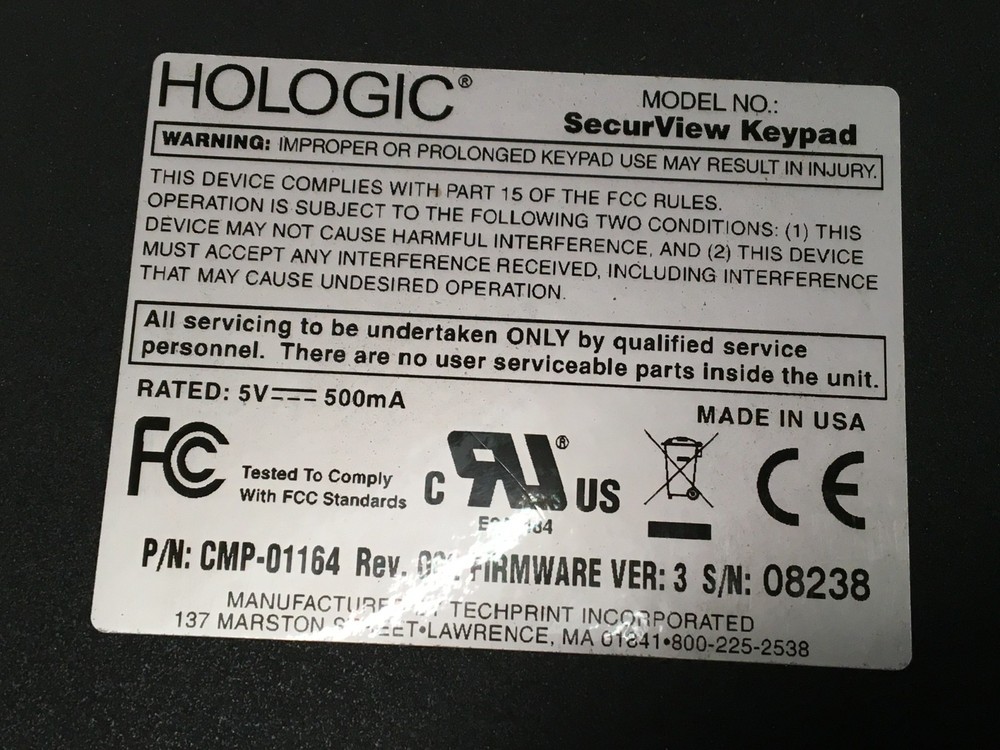 HOLOGIC®
MODEL NO.:
SecurView Keypad
WARNING: IMPROPER OR PROLONGED KEYPAD USE MAY RESULT IN INJURY.
THIS DEVICE COMPLIES WITH PART 15 OF THE FCC RULES.
OPERATION IS SUBJECT TO THE FOLLOWING TWO CONDITIONS: (1) THIS
DEVICE MAY NOT CAUSE HARMFUL INTERFERENCE, AND (2) THIS DEVICE
MUST ACCEPT ANY INTERFERENCE RECEIVED, INCLUDING INTERFERENCE
THAT MAY CAUSE UNDESIRED OPERATION.
All servicing to be undertaken ONLY by qualified service
personnel. There are no user serviceable parts inside the unit.
RATED: 5V⎓ 500mA
MADE IN USA
FC
Tested To Comply
With FCC Standards
C RU® US
CE
P/N: CMP-01164 Rev. FIRMWARE VER: 3 S/N: 08238
MANUFACTURED BY TECHPRINT INCORPORATED
137 MARSTON STREET•LAWRENCE, MA 01841•800-225-2538